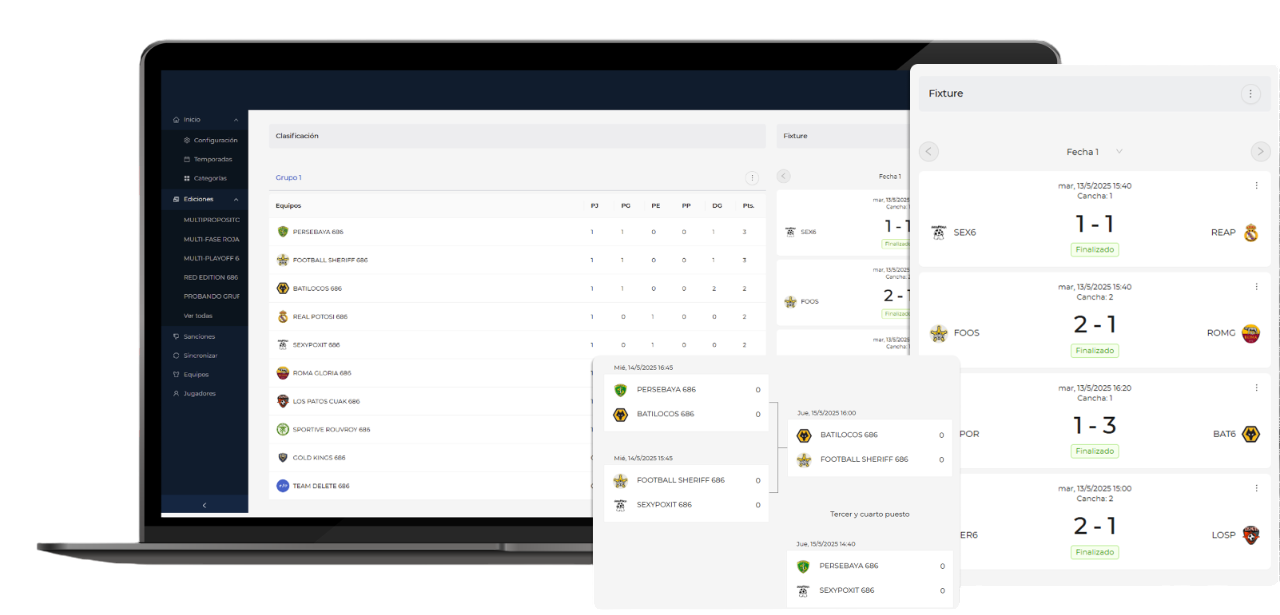 Inicio
Configuración
Temporadas
Categorías
Ediciones
MULTIPROPOSITC
MULTI-FASE ROJA
MULTI-PLAYOFF 6
RED EDITION 686
PROBANDO GRUF
Ver todas
Sanciones
Sincronizar
Equipos
Jugadores
Clasificación
Grupo 1
Equipos PJ PG PE PP DG Pts.
PERSEBAYA 686 1 1 0 0 1 3
FOOTBALL SHERIFF 686 1 1 0 0 1 3
BATILOCOS 686 1 1 0 0 2 2
REAL POTOSI 686 1 0 1 0 0 2
SEXYPOXIT 686 1 0 1 0 0 2
ROMA GLORIA 686
LOS PATOS CUAK 686
SPORTIVE ROUVROY 686
GOLD KINGS 686
TEAM DELETE 686
Fixture
Fecha 1
mar, 13/5/2025
Cancha:
SEX6 1 - 1
Finalizado
mar, 13/5/2025
Cancha: 2
FOOS 2 - 1
Finalizado
mar, 13/5/2025
Cancha:
Mié, 14/5/2025 16:45
PERSEBAYA 686 0
BATILOCOS 686 0
Mié, 14/5/2025 15:45
FOOTBALL SHERIFF 686 0
SEXYPOXIT 686 0
Jue, 15/5/2025 16:00
BATILOCOS 686 0
FOOTBALL SHERIFF 686 0
Tercer y cuarto puesto
Jue, 15/5/2025 14:40
PERSEBAYA 686 0
SEXYPOXIT 686 0
Fixture
Fecha 1
mar, 13/5/2025 15:40
Cancha: 1
SEX6 1 - 1 REAP
Finalizado
mar, 13/5/2025 15:40
Cancha: 2
FOOS 2 - 1 ROMG
Finalizado
mar, 13/5/2025 16:20
Cancha: 1
POR 1 - 3 BAT6
Finalizado
mar, 13/5/2025 15:00
Cancha: 2
ER6 2 - 1 LOSP
Finalizado